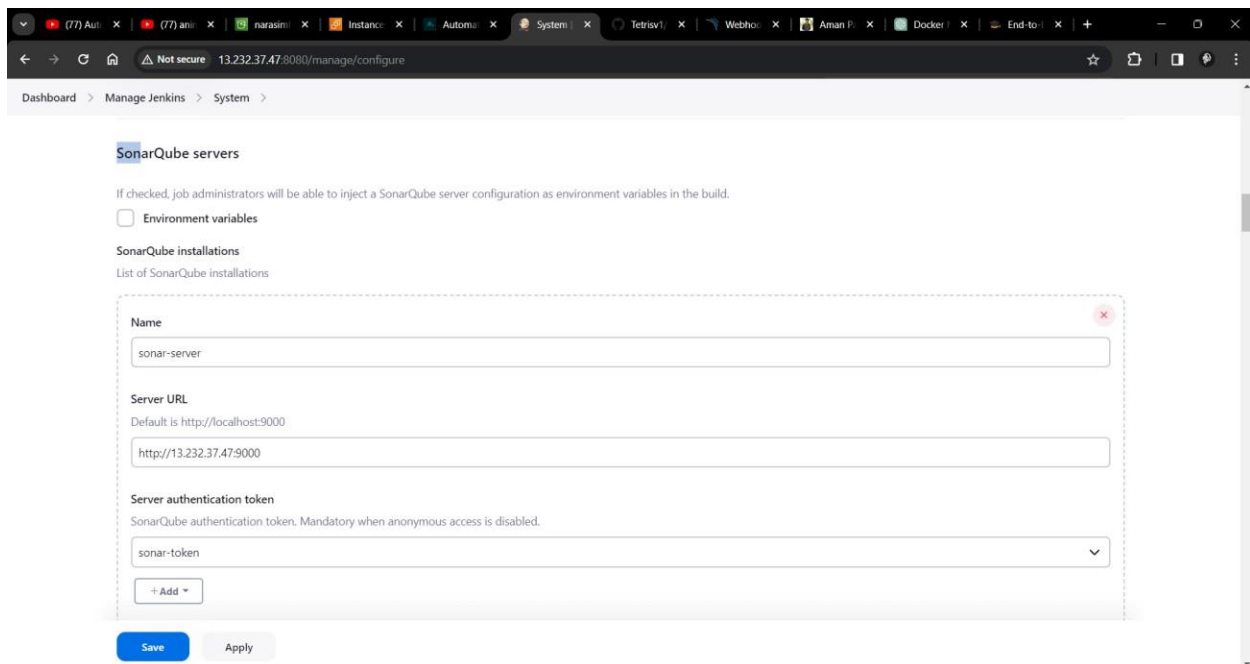 (77) Aut
(77) anin
narasiml
Instance
Automa
System |
Tetrisv1/
Webhoo
Aman P
Docker
End-to-
Not secure 13.232.37.47:8080/manage/configure
Dashboard > Manage Jenkins > System >
SonarQube servers
If checked, job administrators will be able to inject a SonarQube server configuration as environment variables in the build.
Environment variables
SonarQube installations
List of SonarQube installations
Name
sonar-server
Server URL
Default is http://localhost:9000
http://13.232.37.47:9000
Server authentication token
SonarQube authentication token. Mandatory when anonymous access is disabled.
sonar-token
+ Add
Save
Apply